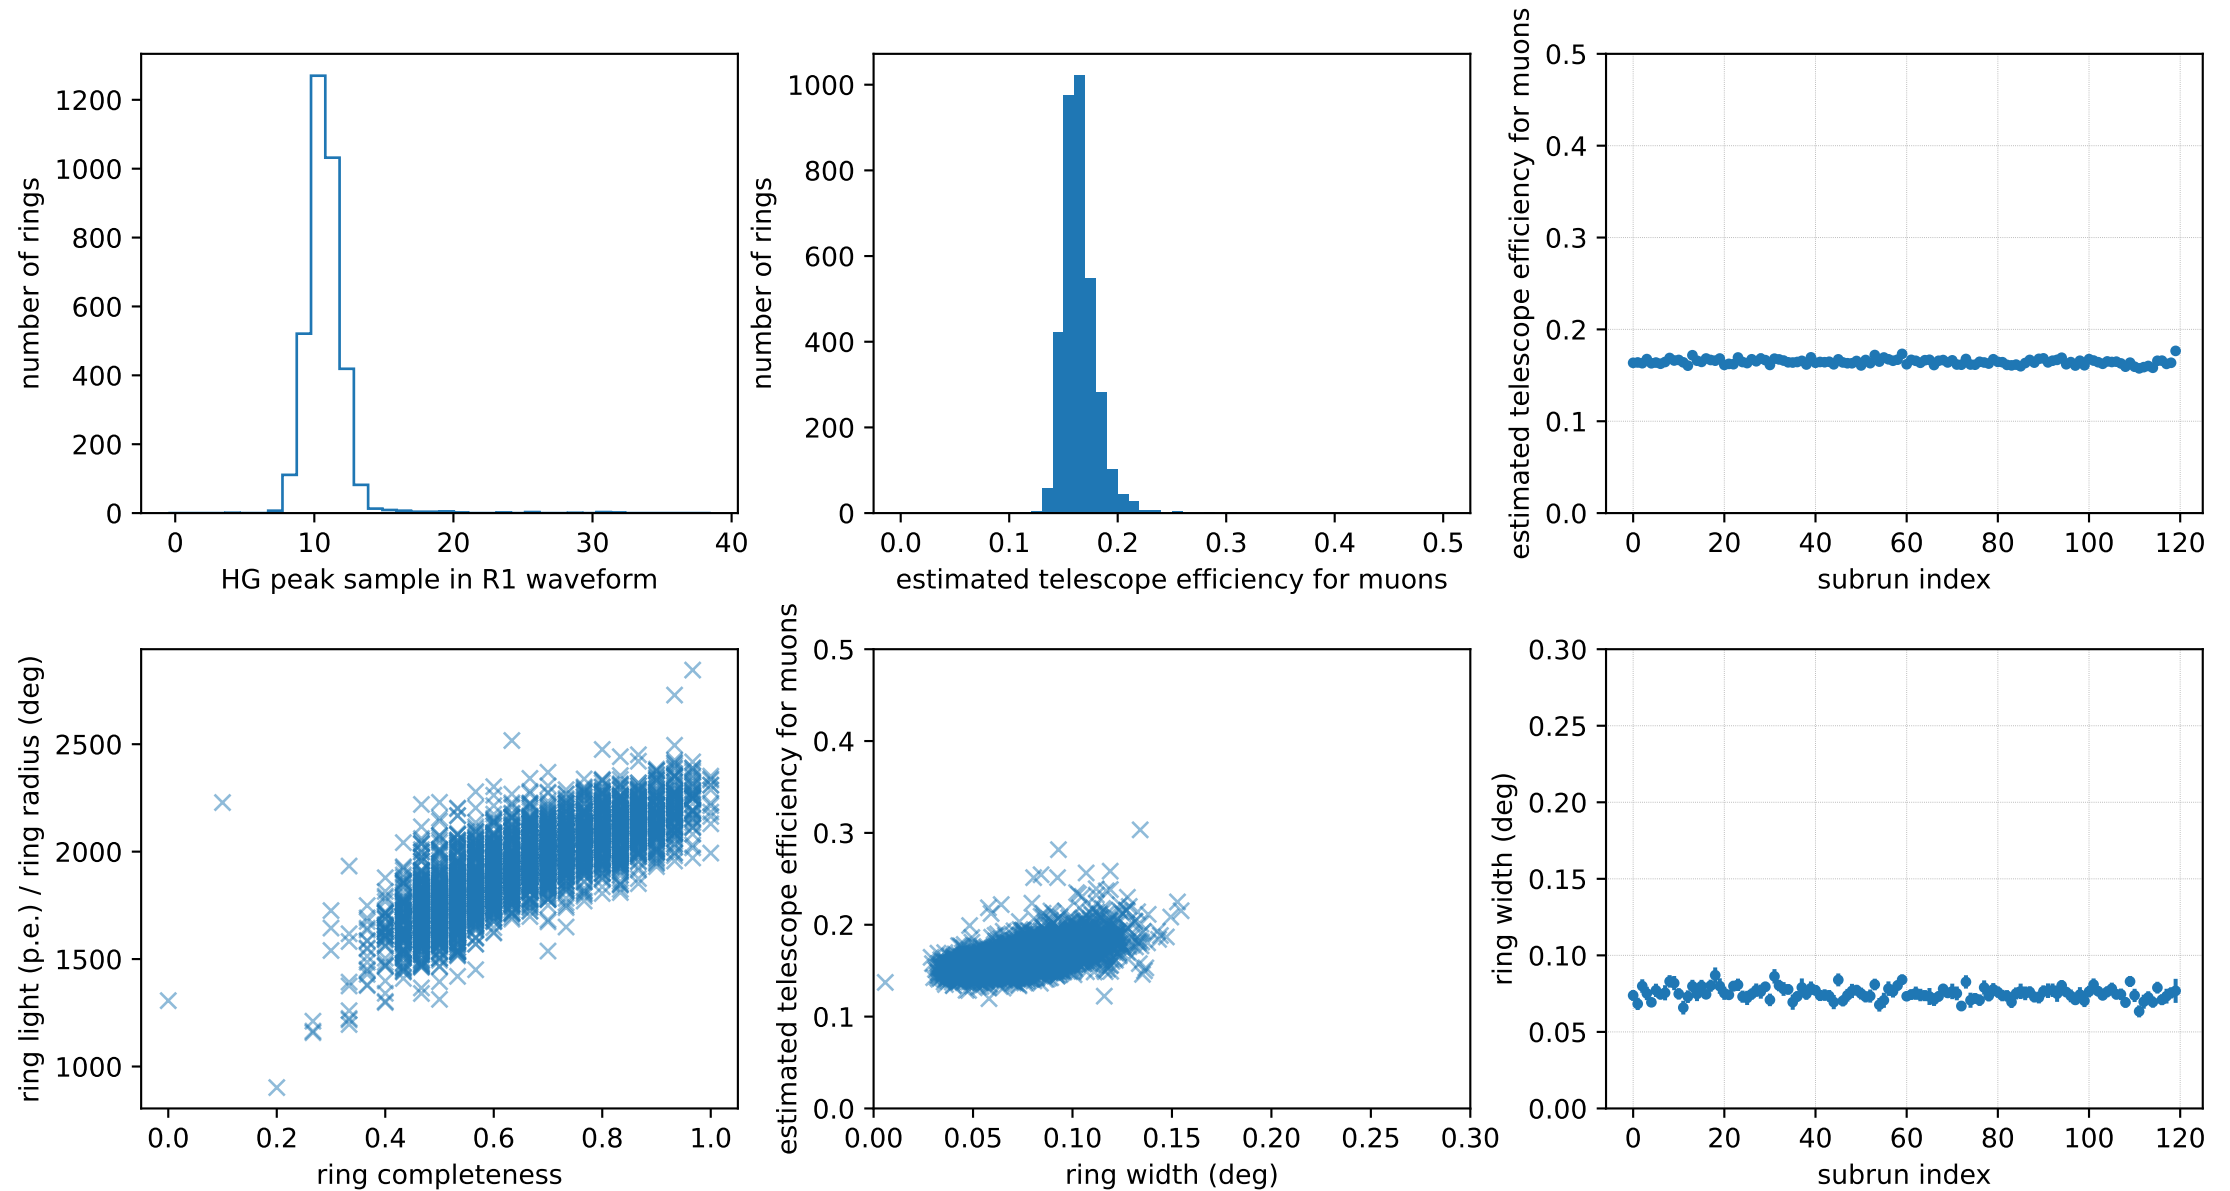 number of rings
1200
1000
800
600
400
200
0
0 10 20 30 40
HG peak sample in R1 waveform
number of rings
1000
800
600
400
200
0
0.0 0.1 0.2 0.3 0.4 0.5
estimated telescope efficiency for muons
estimated telescope efficiency for muons
0.5
0.4
0.3
0.2
0.1
0.0
0 20 40 60 80 100 120
subrun index
ring light (p.e.) / ring radius (deg)
2500
2000
1500
1000
0.0 0.2 0.4 0.6 0.8 1.0
ring completeness
estimated telescope efficiency for muons
0.5
0.4
0.3
0.2
0.1
0.0
0.00 0.05 0.10 0.15 0.20 0.25 0.30
ring width (deg)
ring width (deg)
0.30
0.25
0.20
0.15
0.10
0.05
0.00
0 20 40 60 80 100 120
subrun index